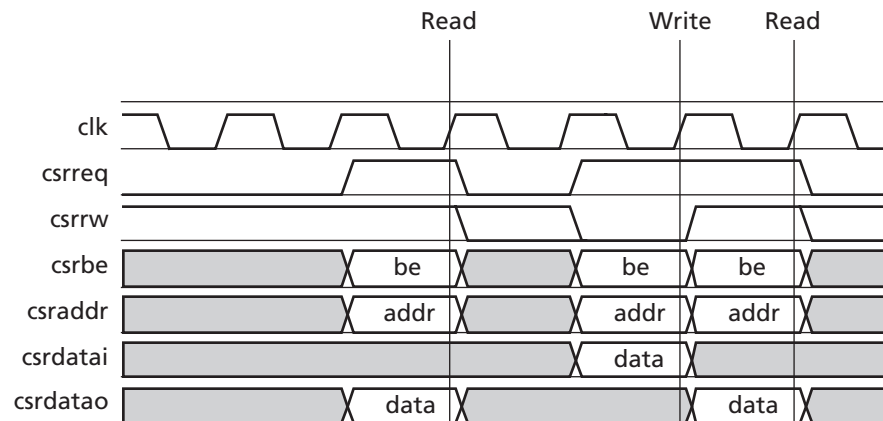 Read Write Read
clk
csrreq
csrrw
csrbe be be be
csraddr addr addr addr
csrdatai data
csrdatao data data